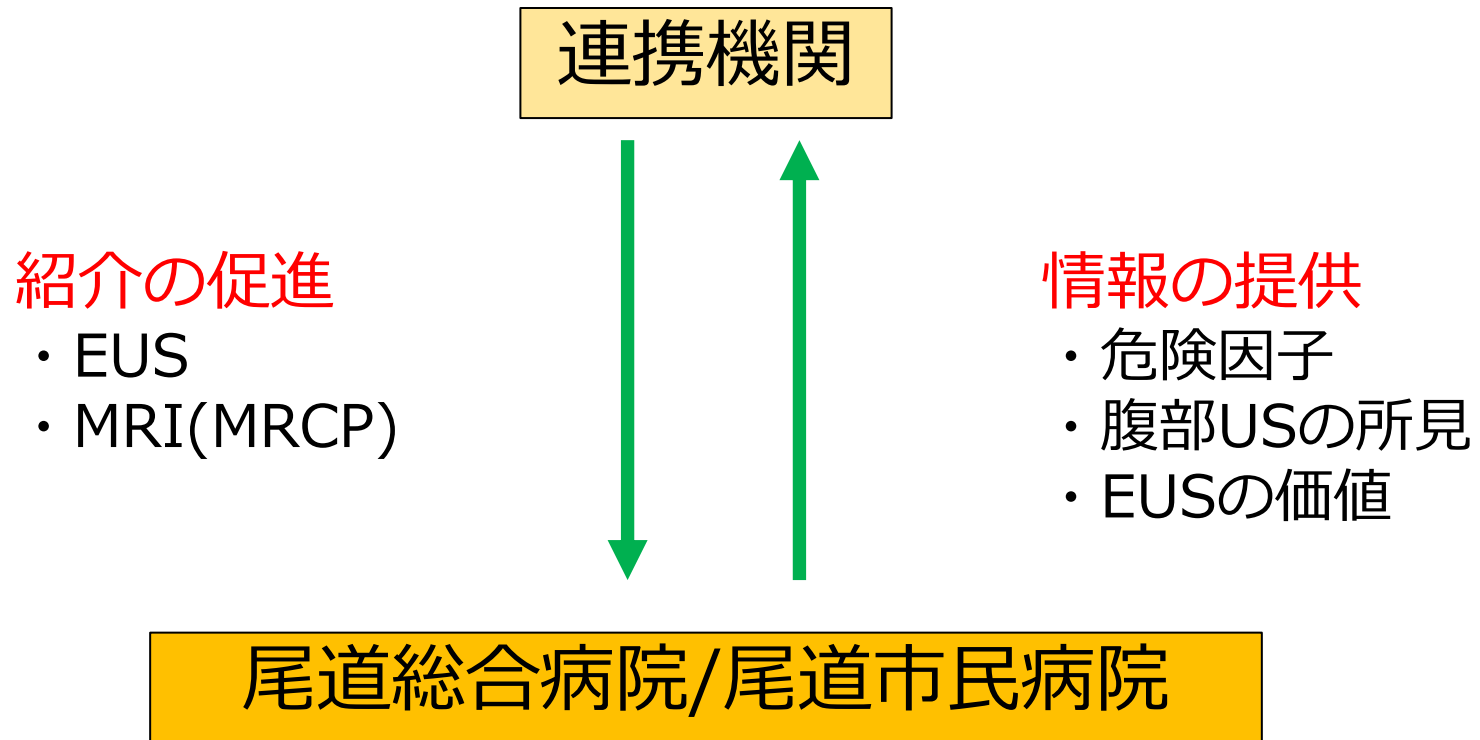 連携機関
紹介の促進
・EUS
・MRI(MRCP)
情報の提供
・危険因子
・腹部USの所見
・EUSの価値
尾道総合病院/尾道市民病院